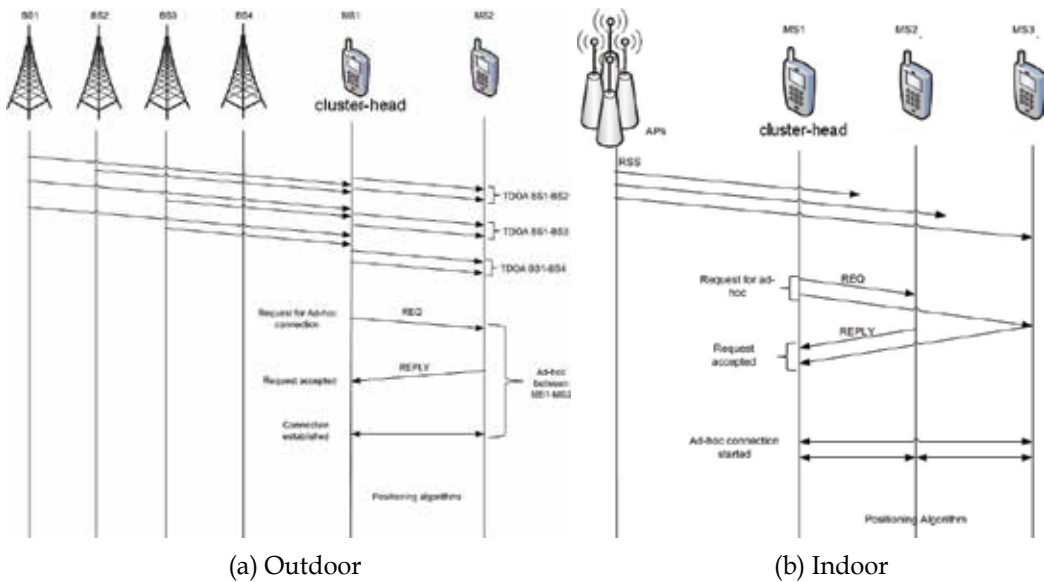 BS1
BS2
BS3
BS4
MS1
MS2
cluster-head
TDOA BS1-BS2
TDOA BS1-BS3
TDOA BS1-BS4
Request for Ad-hoc
connection
REQ
REPLY
Request accepted
Ad-hoc
between
MS1-MS2
Connection
established
Positioning algorithms
(a) Outdoor
MS1
MS2
MS3
APs
cluster-head
RSS
Request for ad-
hoc
REQ
REPLY
Request
accepted
Ad-hoc connection
started
Positioning Algorithm
(b) Indoor